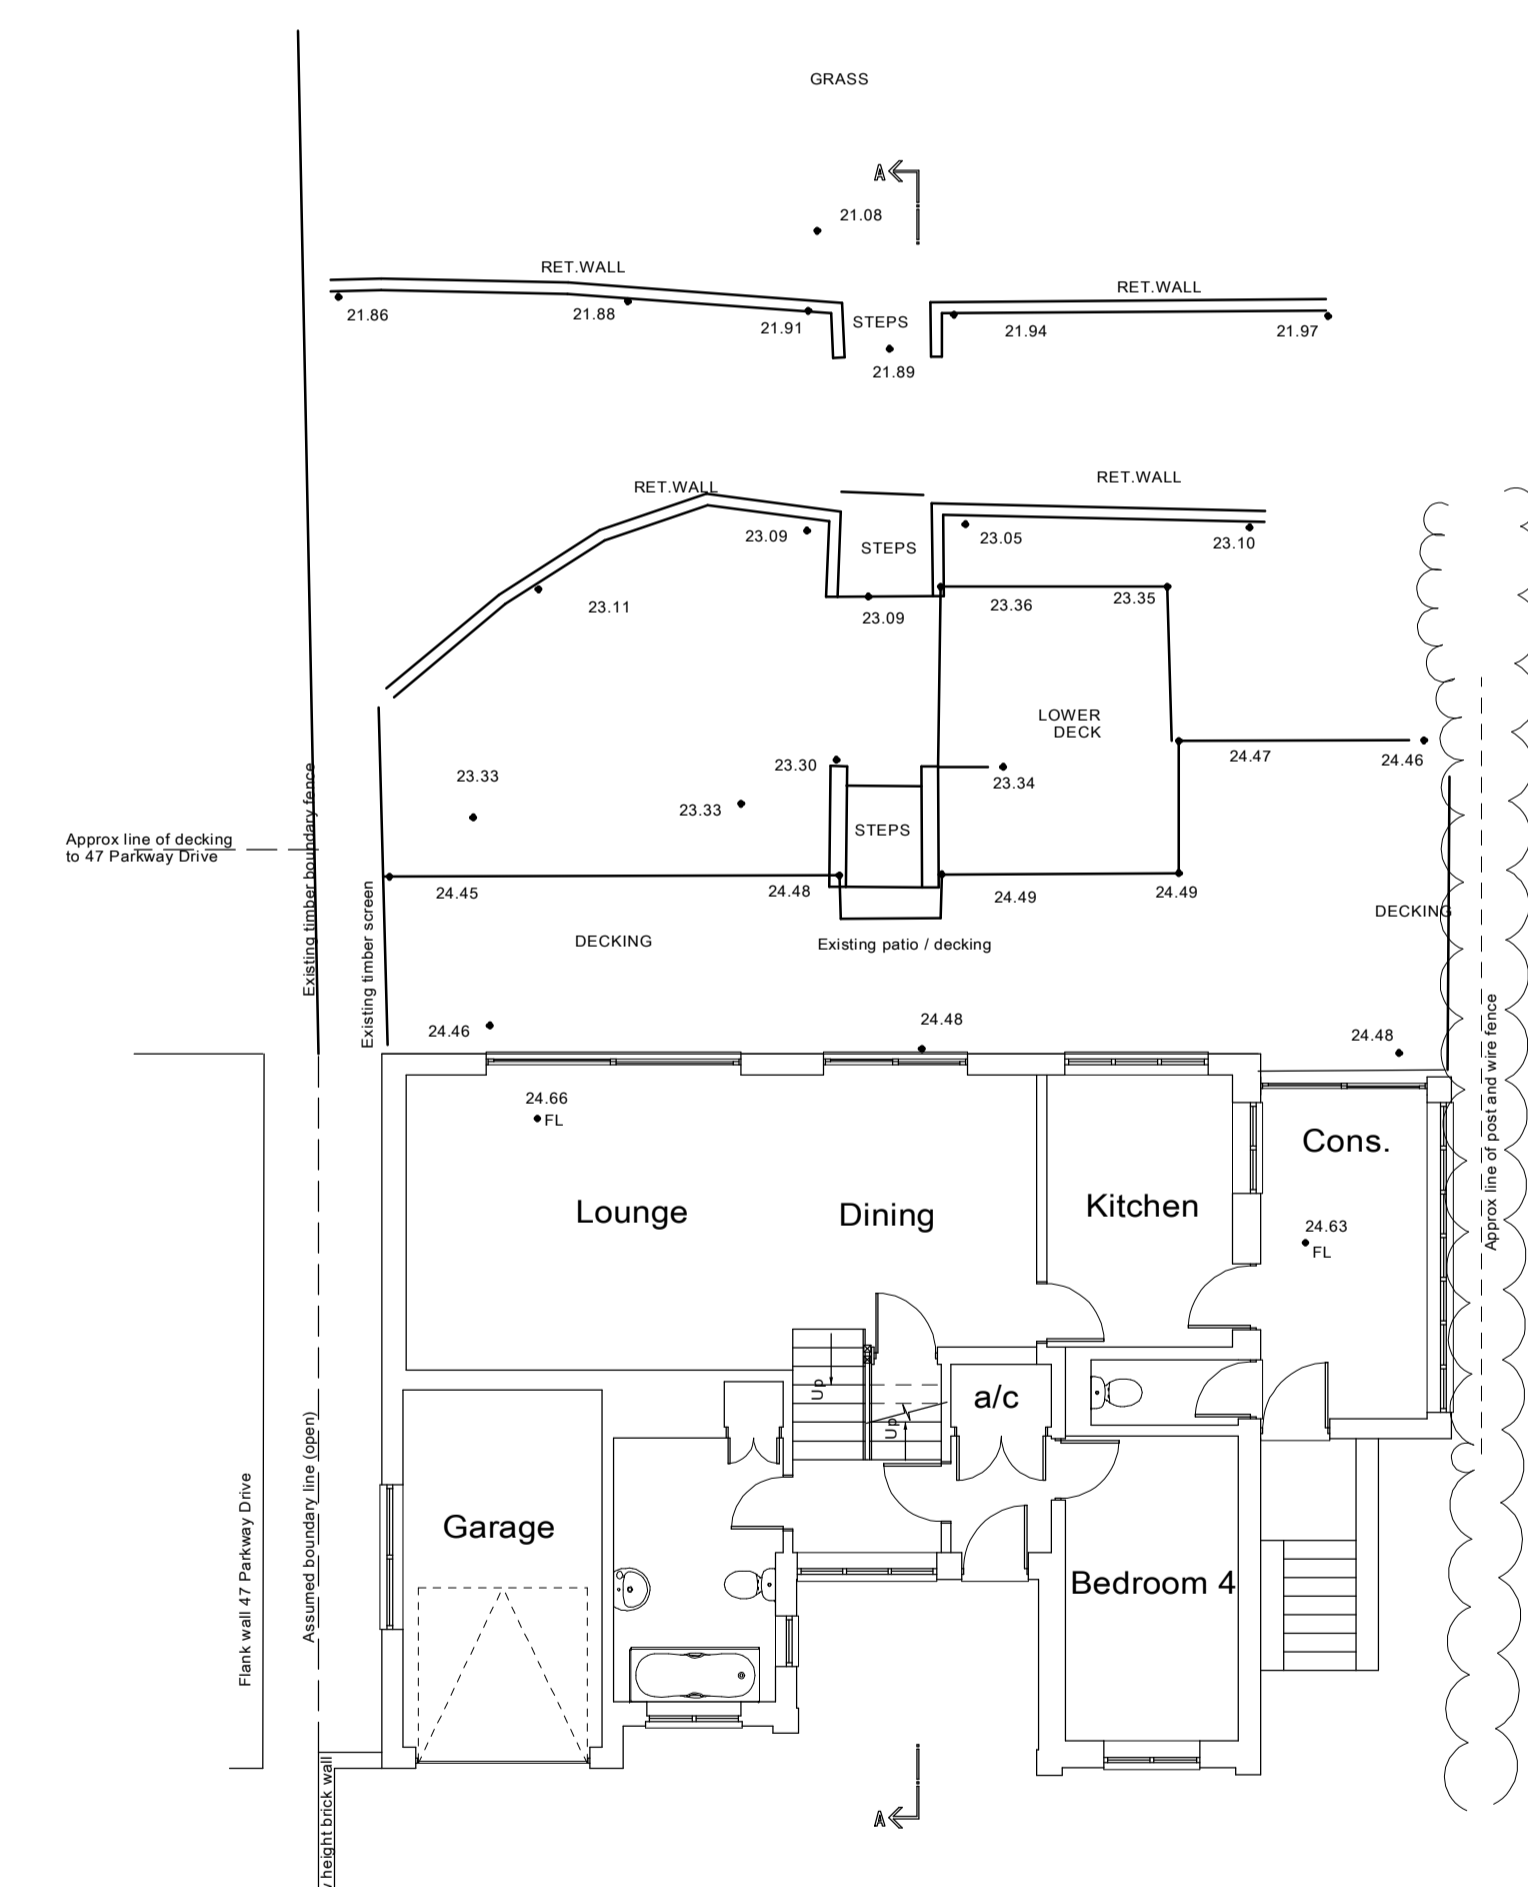 GRASS
A
21.08
RET.WALL
RET.WALL
21.86
21.88
21.91
STEPS
21.94
21.97
21.89
RET.WALL
RET.WALL
23.09
STEPS
23.05
23.10
23.11
23.09
23.36
23.35
LOWER
DECK
24.47
24.46
23.33
23.30
23.34
23.33
STEPS
Approx line of decking
to 47 Parkway Drive
Existing timber boundary fence
Existing timber screen
24.45
24.48
24.49
24.49
DECKING
DECKING
Existing patio / decking
24.46
24.48
24.48
Approx line of post and wire fence
24.66
FL
Cons.
Lounge
Dining
Kitchen
24.63
FL
Up
Up
a/c
Garage
Bedroom 4
Flank wall 47 Parkway Drive
Assumed boundary line (open)
A
height brick wall